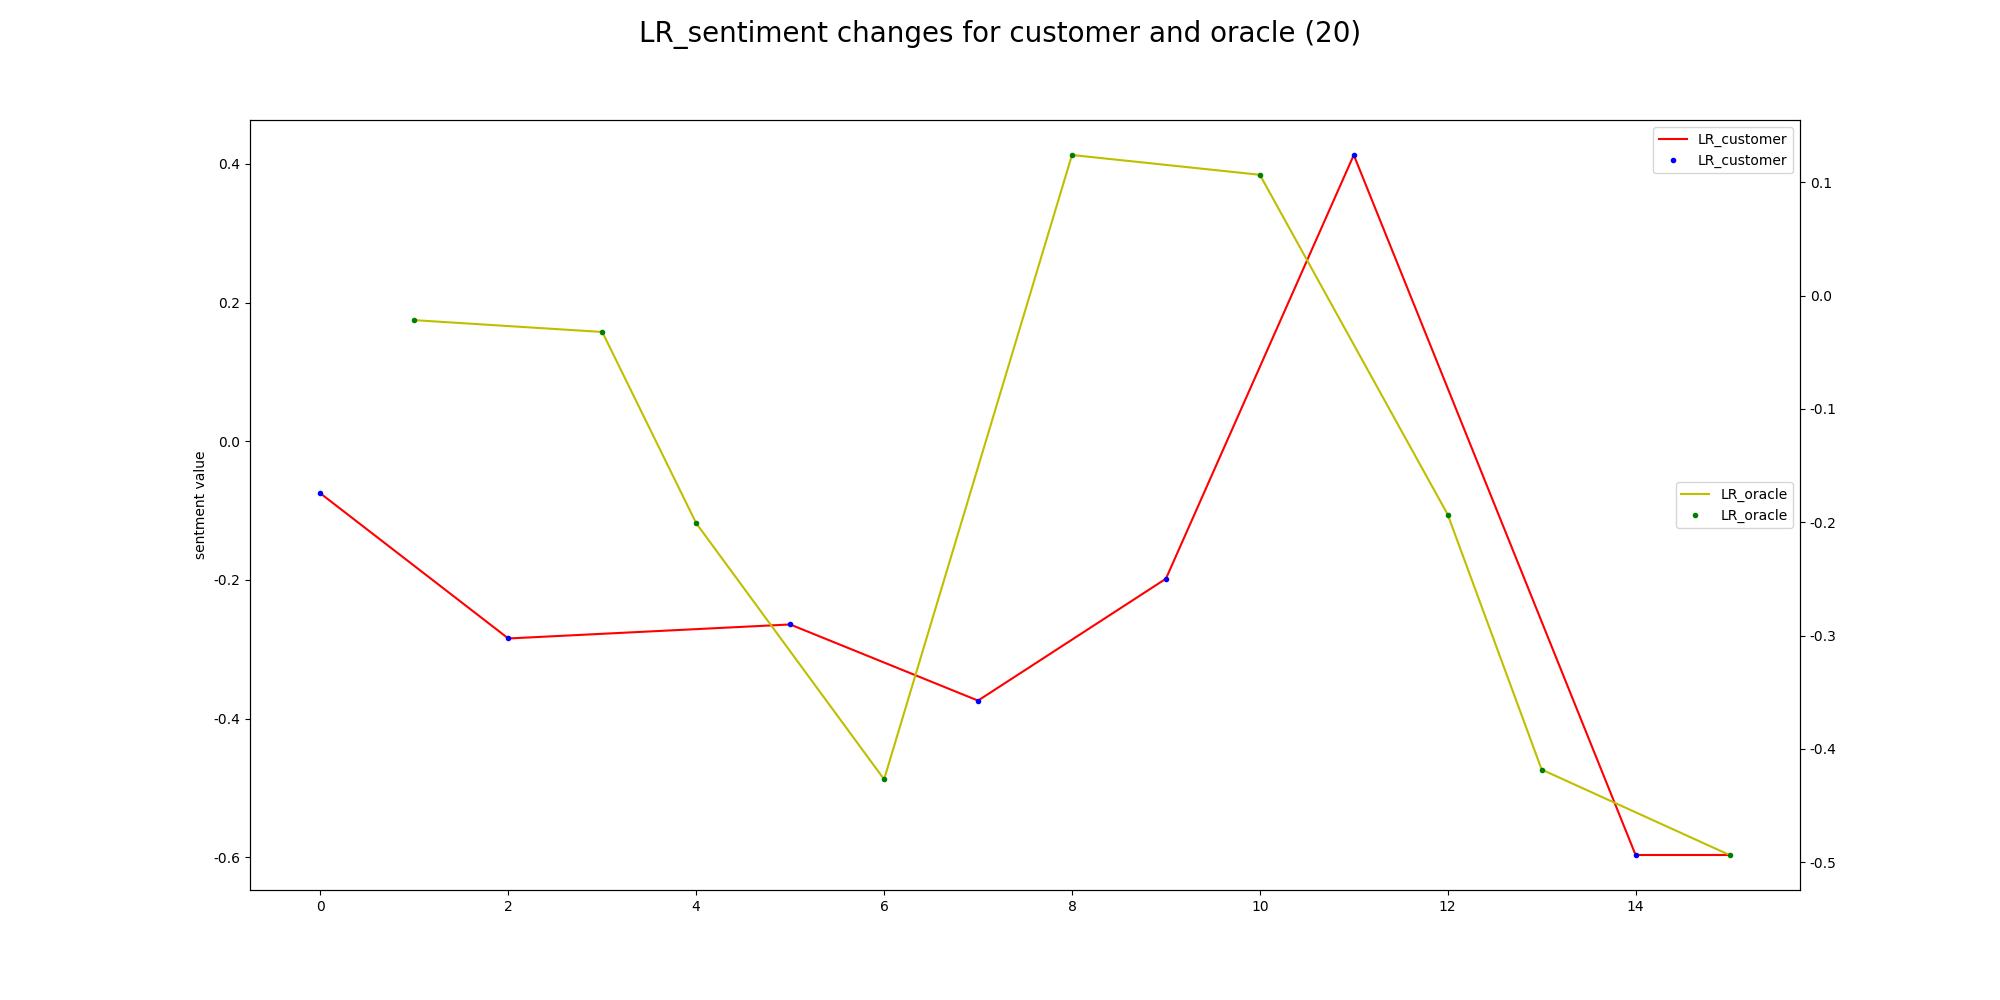 LR_sentiment changes for customer and oracle (20)
LR_customer
LR_customer
LR_oracle
LR_oracle
sentment value
0.4
0.2
0.0
-0.2
-0.4
-0.6
0.1
0.0
-0.1
-0.2
-0.3
-0.4
-0.5
0 2 4 6 8 10 12 14